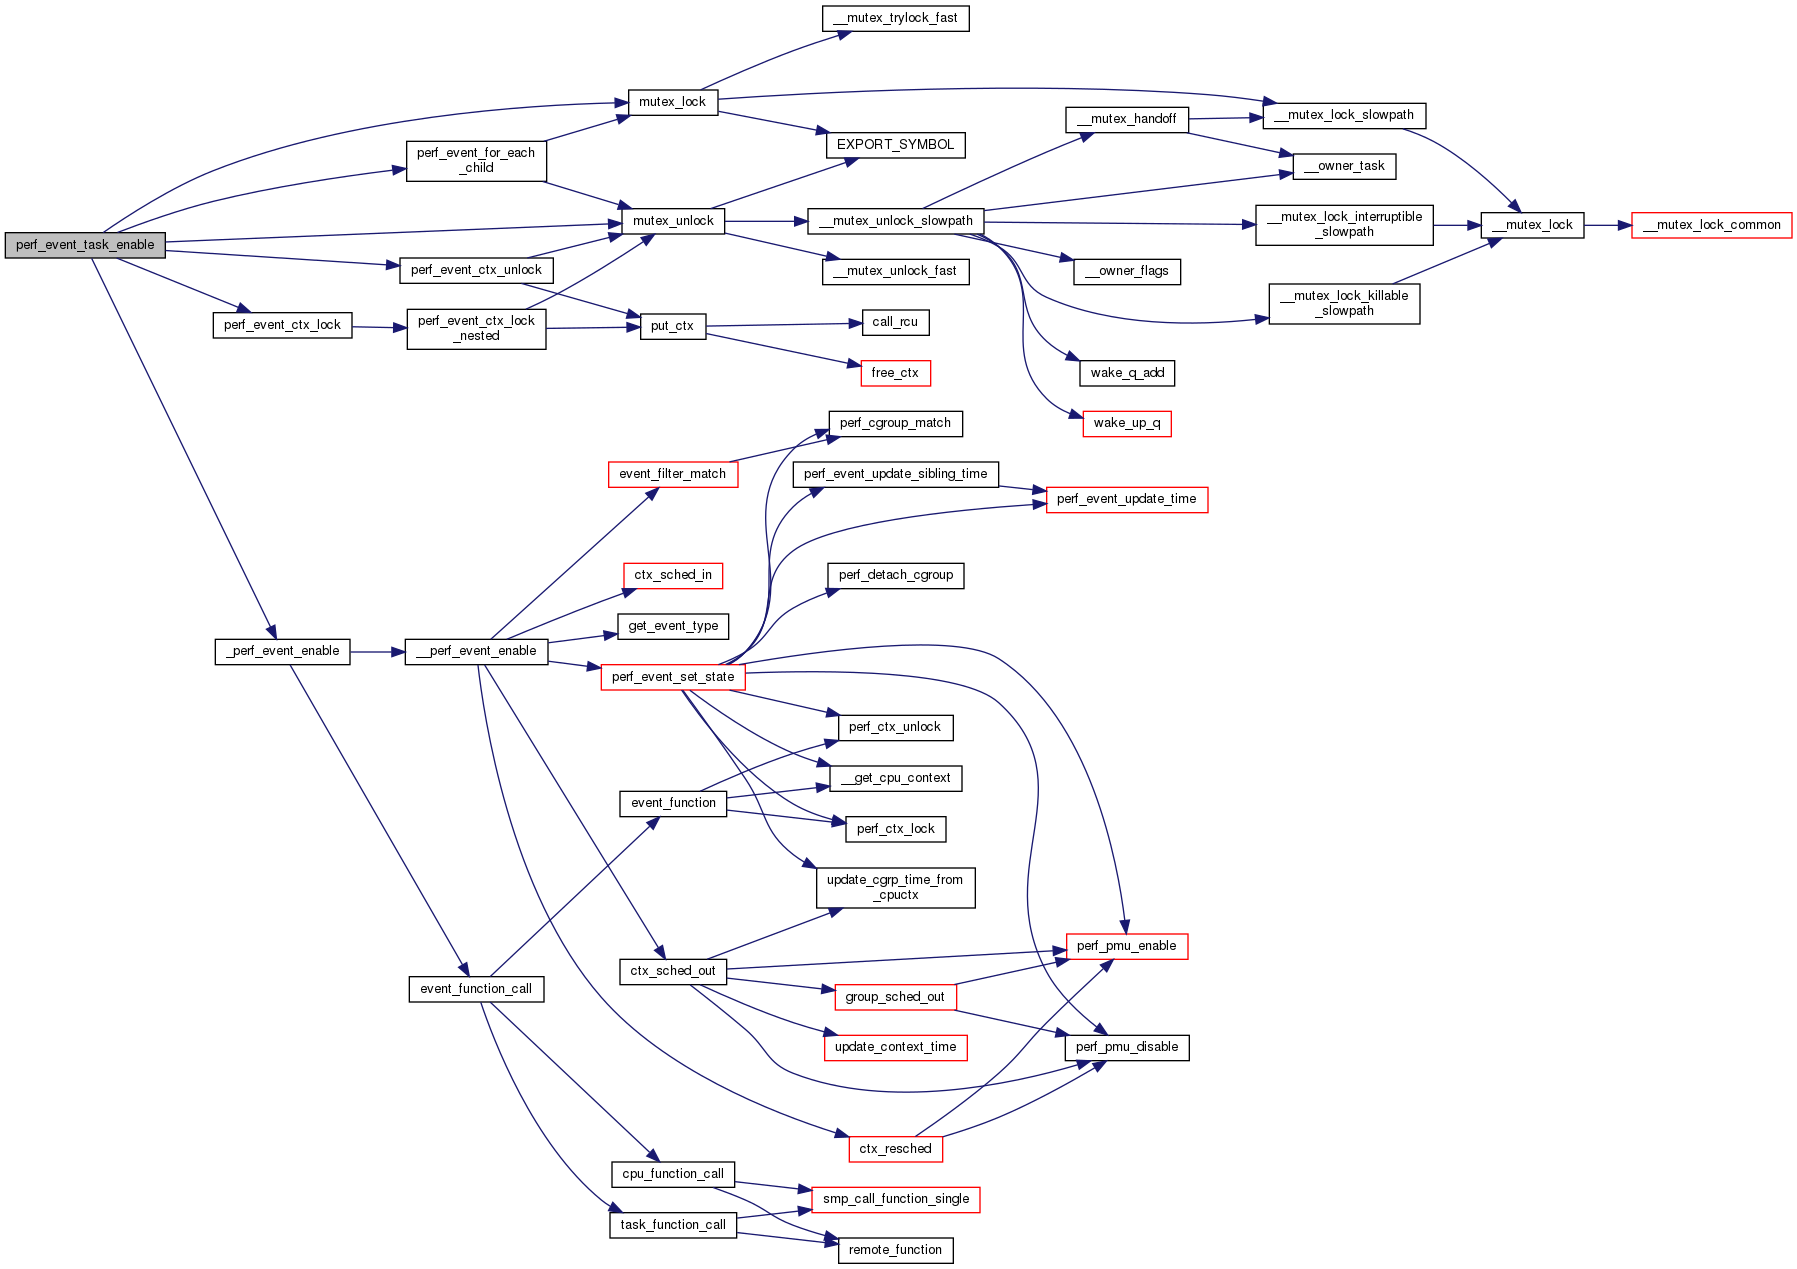 __mutex_trylock_fast
mutex_lock
__mutex_handoff
__mutex_lock_slowpath
EXPORT_SYMBOL
perf_event_for_each
_child
__owner_task
perf_event_task_enable
mutex_unlock
__mutex_unlock_slowpath
__mutex_lock_interruptible
_slowpath
__mutex_lock
__mutex_lock_common
perf_event_ctx_unlock
__mutex_unlock_fast
__owner_flags
__mutex_lock_killable
_slowpath
perf_event_ctx_lock
perf_event_ctx_lock
_nested
put_ctx
call_rcu
free_ctx
wake_q_add
perf_cgroup_match
wake_up_q
event_filter_match
perf_event_update_sibling_time
perf_event_update_time
ctx_sched_in
perf_detach_cgroup
get_event_type
_perf_event_enable
__perf_event_enable
perf_event_set_state
perf_ctx_unlock
__get_cpu_context
event_function
perf_ctx_lock
update_cgrp_time_from
_cpuctx
perf_pmu_enable
ctx_sched_out
event_function_call
group_sched_out
update_context_time
perf_pmu_disable
ctx_resched
cpu_function_call
smp_call_function_single
task_function_call
remote_function